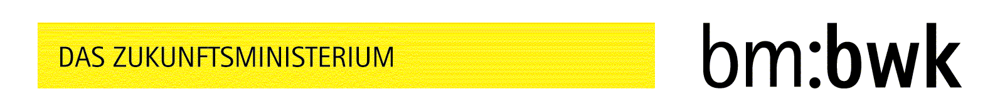 DAS ZUKUNFTSMINISTERIUM
bm:bwk